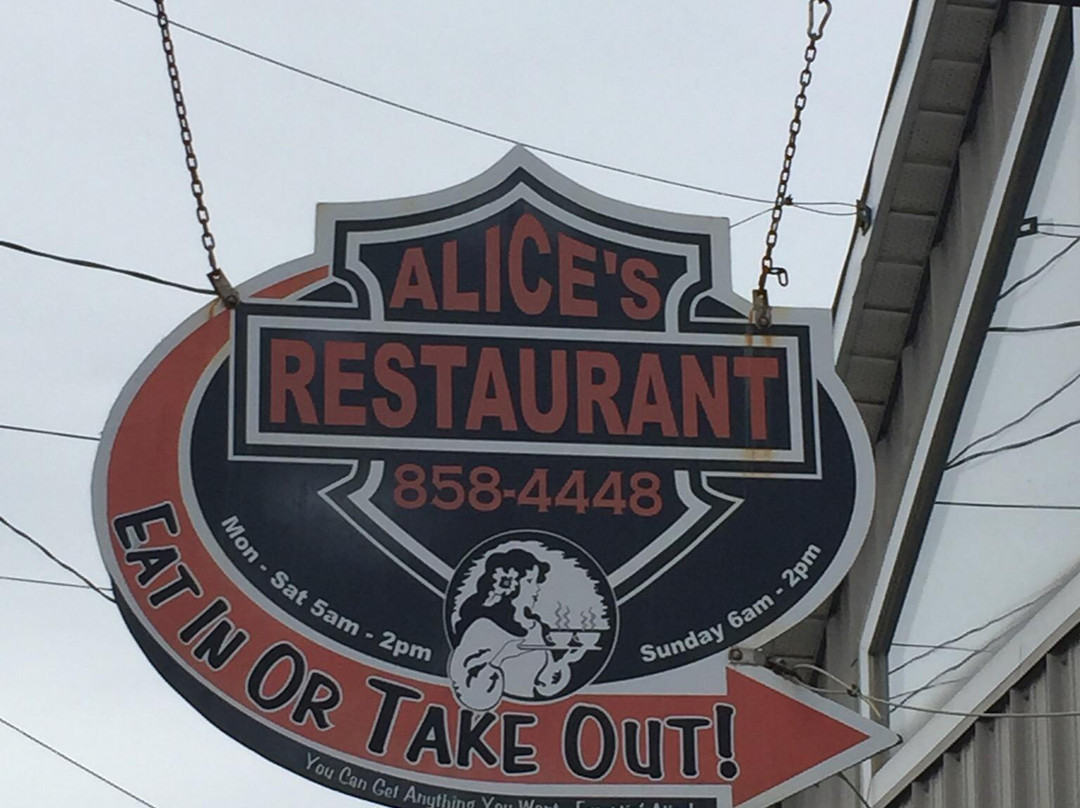 ALICE'S
RESTAURANT
858-4448
Mon - Sat 5am - 2pm
Sunday 6am - 2pm
EAT IN OR TAKE OUT!
You Can Get Anything You Want